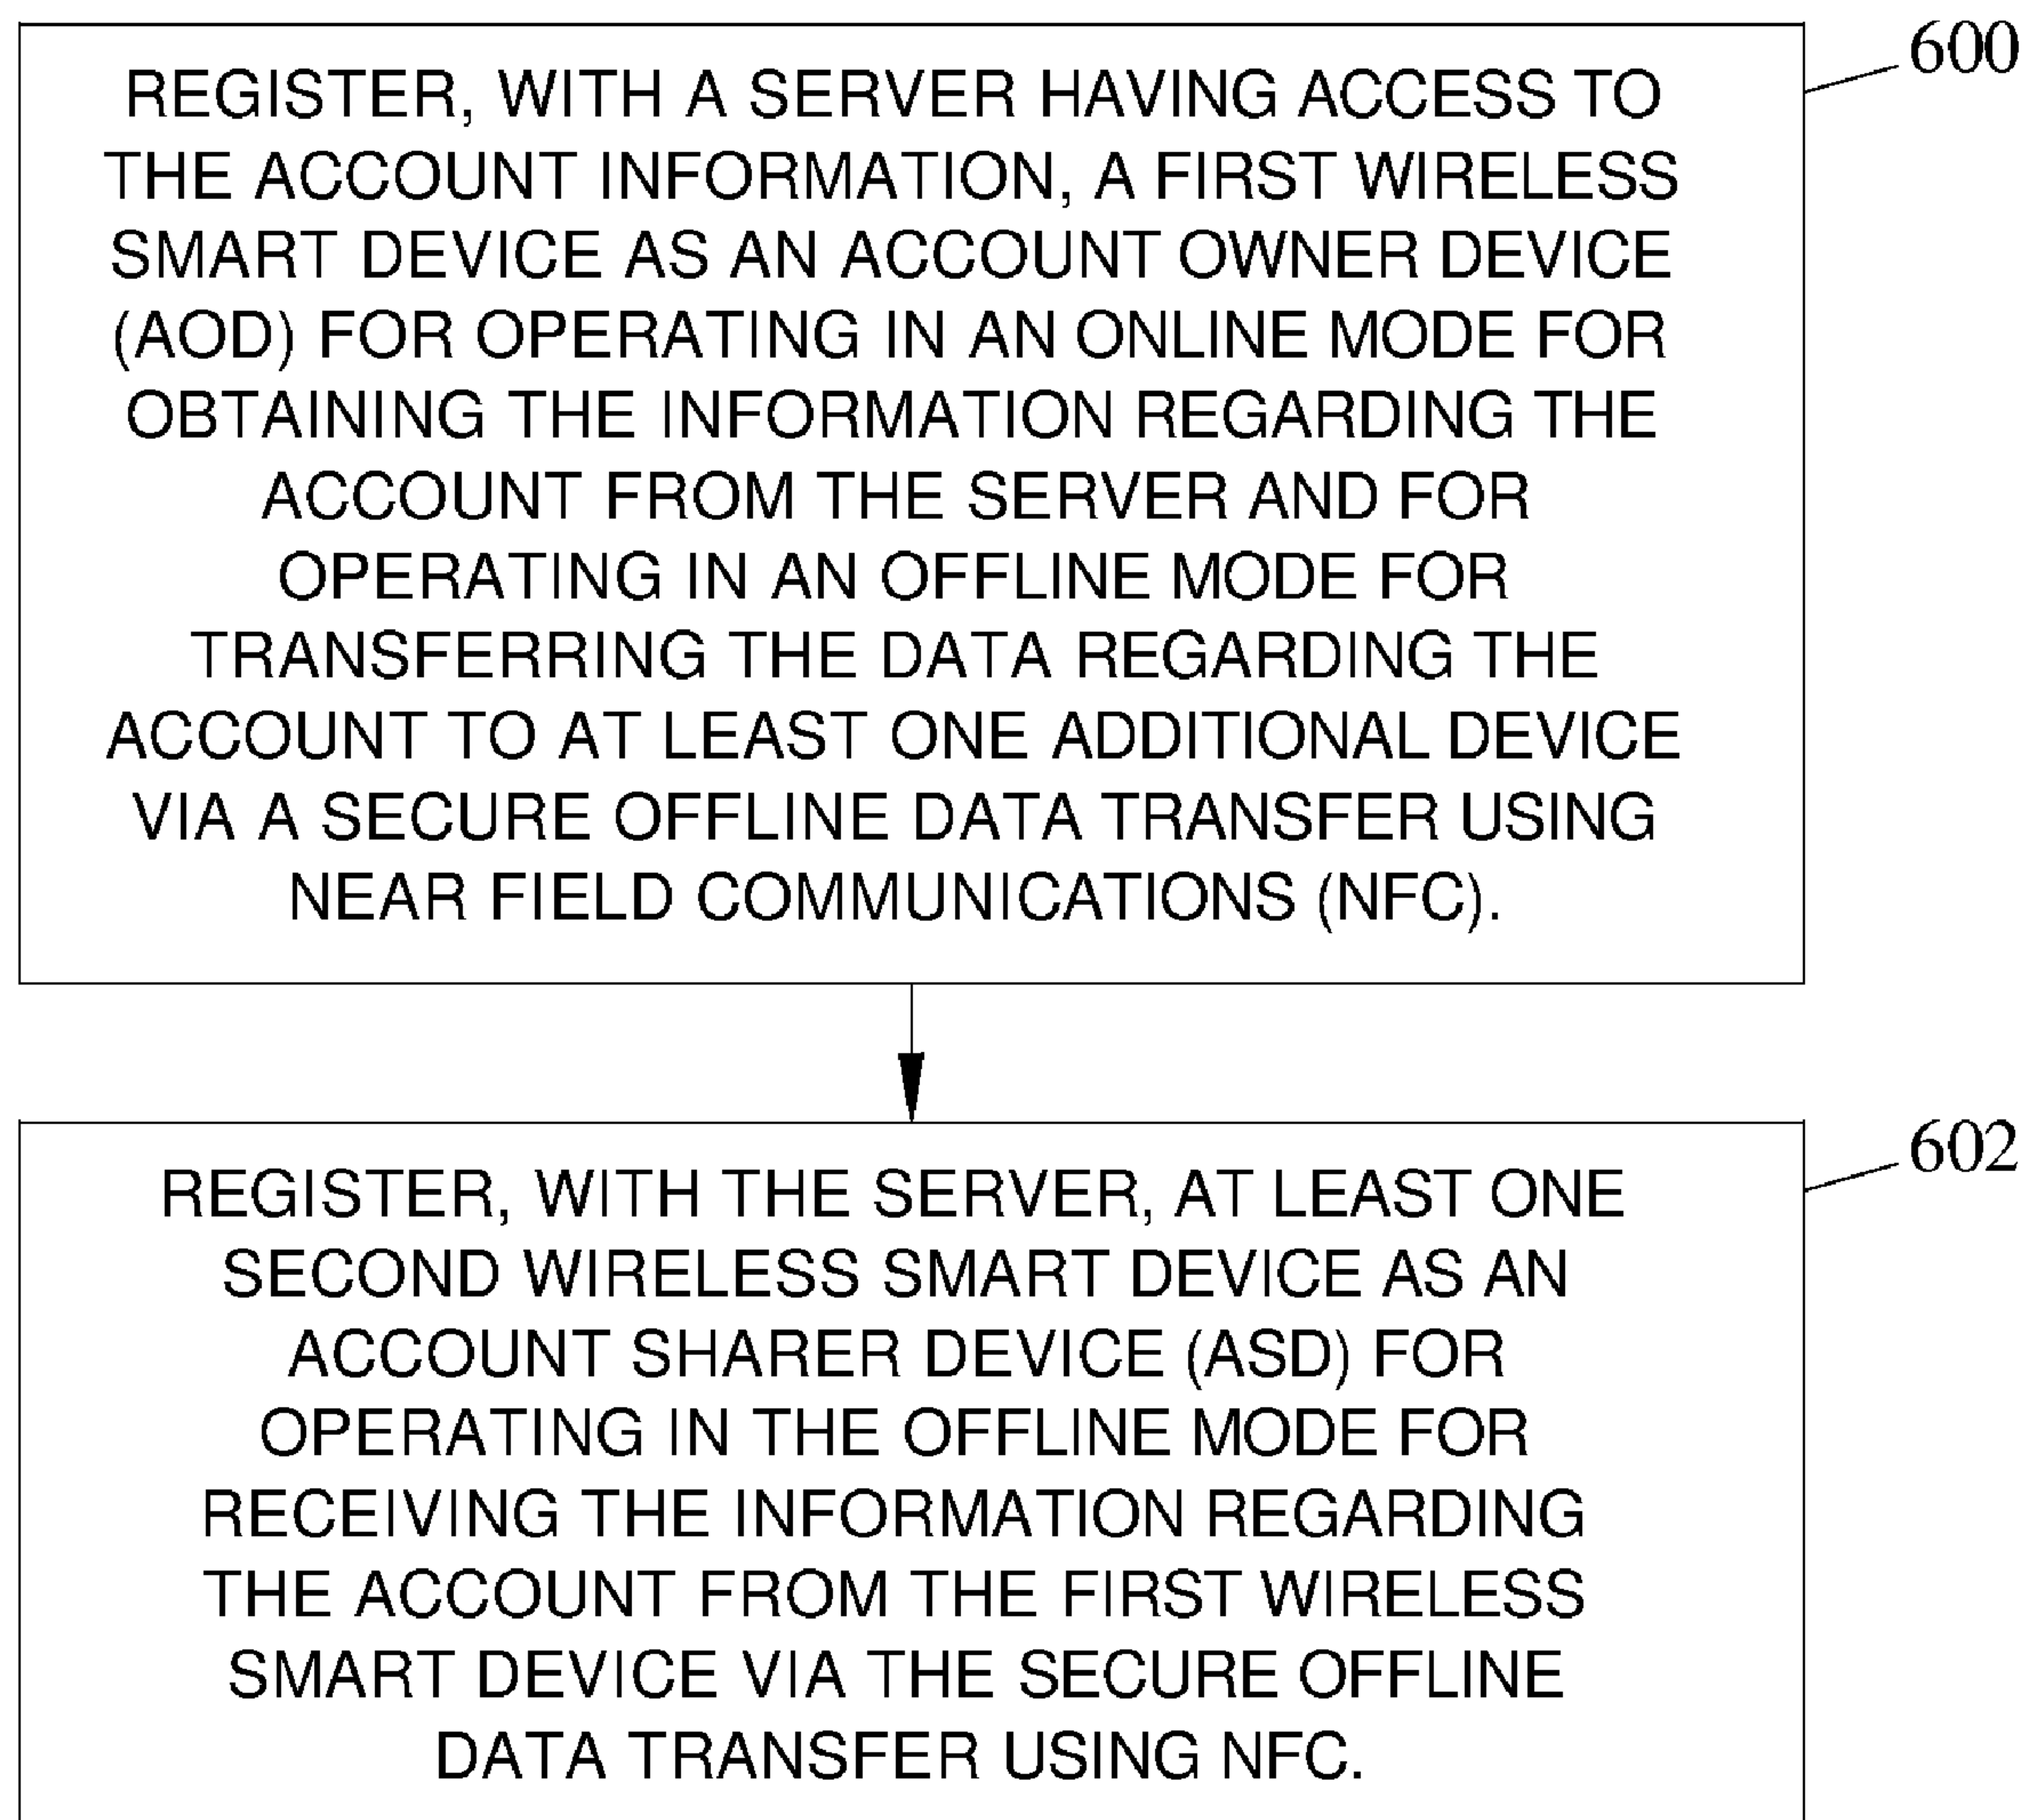 600
REGISTER, WITH A SERVER HAVING ACCESS TO
THE ACCOUNT INFORMATION, A FIRST WIRELESS
SMART DEVICE AS AN ACCOUNT OWNER DEVICE
(AOD) FOR OPERATING IN AN ONLINE MODE FOR
OBTAINING THE INFORMATION REGARDING THE
ACCOUNT FROM THE SERVER AND FOR
OPERATING IN AN OFFLINE MODE FOR
TRANSFERRING THE DATA REGARDING THE
ACCOUNT TO AT LEAST ONE ADDITIONAL DEVICE
VIA A SECURE OFFLINE DATA TRANSFER USING
NEAR FIELD COMMUNICATIONS (NFC).
602
REGISTER, WITH THE SERVER, AT LEAST ONE
SECOND WIRELESS SMART DEVICE AS AN
ACCOUNT SHARER DEVICE (ASD) FOR
OPERATING IN THE OFFLINE MODE FOR
RECEIVING THE INFORMATION REGARDING
THE ACCOUNT FROM THE FIRST WIRELESS
SMART DEVICE VIA THE SECURE OFFLINE
DATA TRANSFER USING NFC.